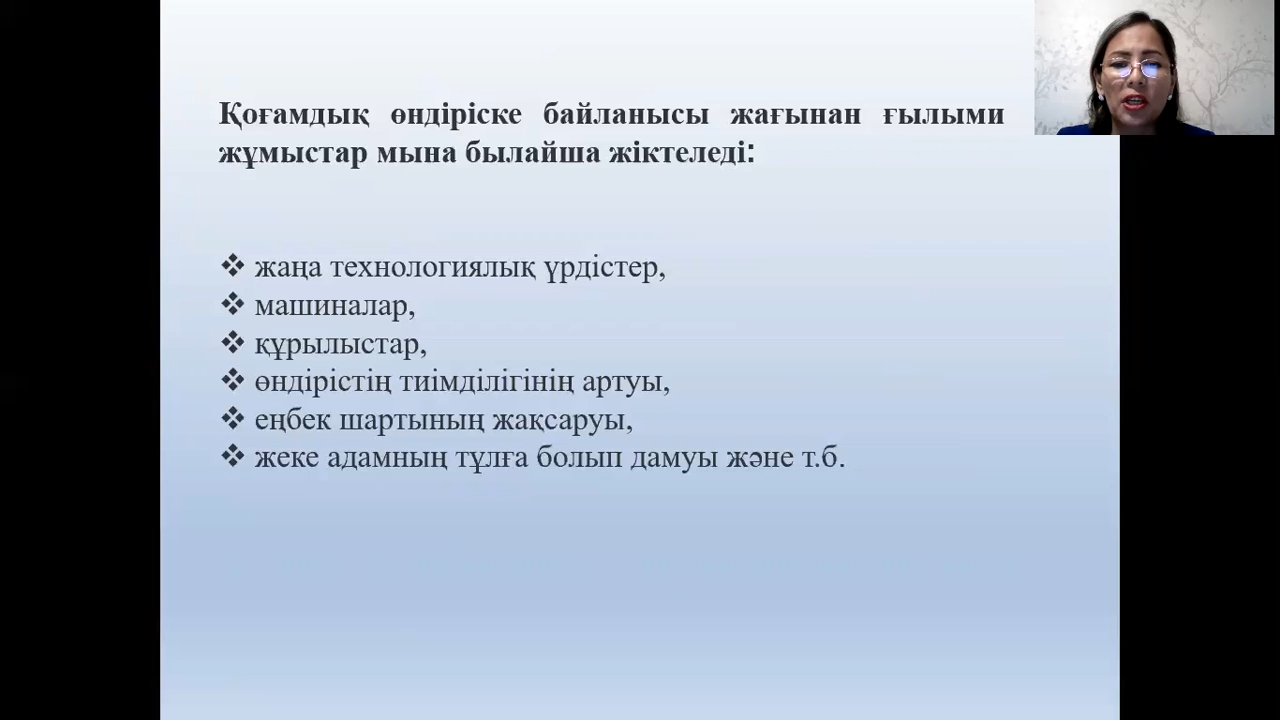 Қоғамдық өндіріске байланысы жағынан ғылыми
жұмыстар мына былайша жіктеледі:
❖ жаңа технологиялық үрдістер,
❖ машиналар,
❖ құрылыстар,
❖ өндірістің тиімділігінің артуы,
❖ еңбек шартының жақсаруы,
❖ жеке адамның тұлға болып дамуы және т.б.